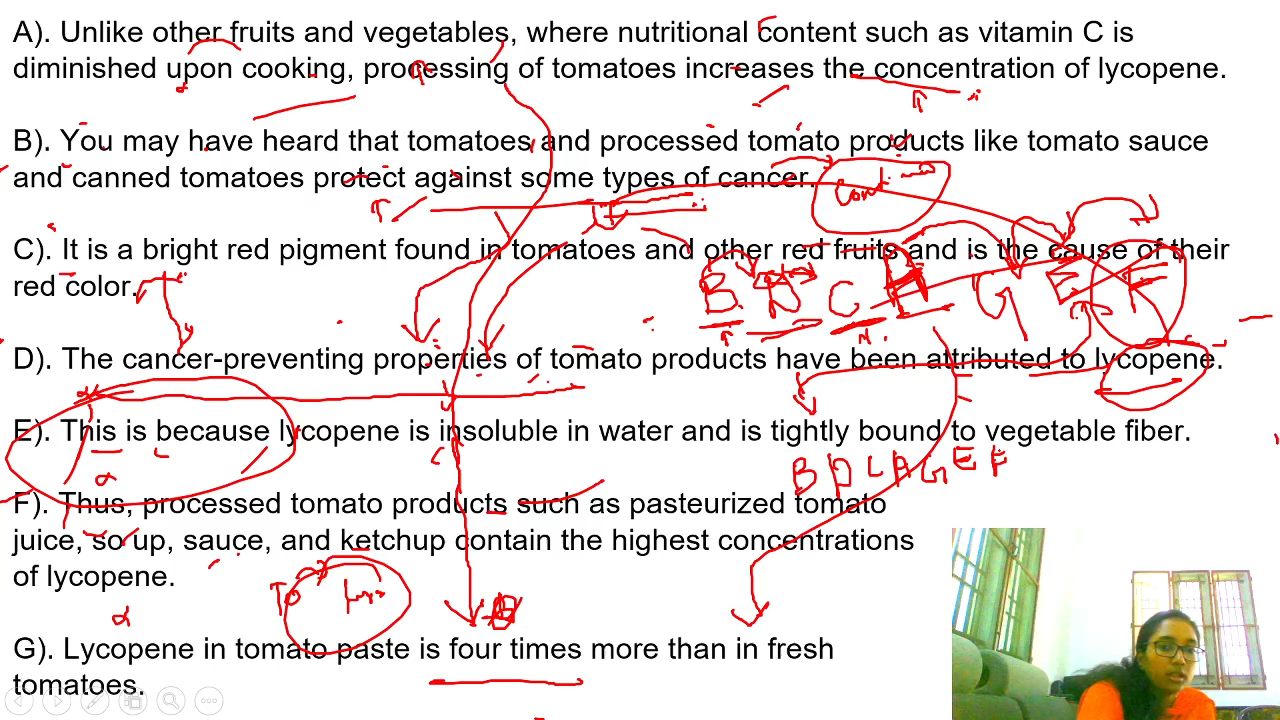 A). Unlike other fruits and vegetables, where nutritional content such as vitamin C is
diminished upon cooking, processing of tomatoes increases the concentration of lycopene.
B). You may have heard that tomatoes and processed tomato products like tomato sauce
and canned tomatoes protect against some types of cancer.
C). It is a bright red pigment found in tomatoes and other red fruits and is the cause of their
red color.
B D C A G E F
D). The cancer-preventing properties of tomato products have been attributed to lycopene.
E). This is because lycopene is insoluble in water and is tightly bound to vegetable fiber.
B D C A G E F
F). Thus, processed tomato products such as pasteurized tomato
juice, soup, sauce, and ketchup contain the highest concentrations
of lycopene.
G). Lycopene in tomato paste is four times more than in fresh
tomatoes.